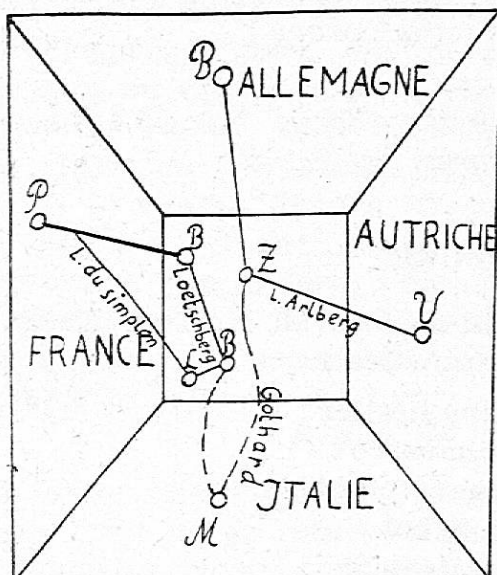 B ALLEMAGNE
P
B
Z
AUTRICHE
L. du simplon
Loetschberg
L. Arlberg
V
FRANCE
L
B
Gothard
M
JTALIE